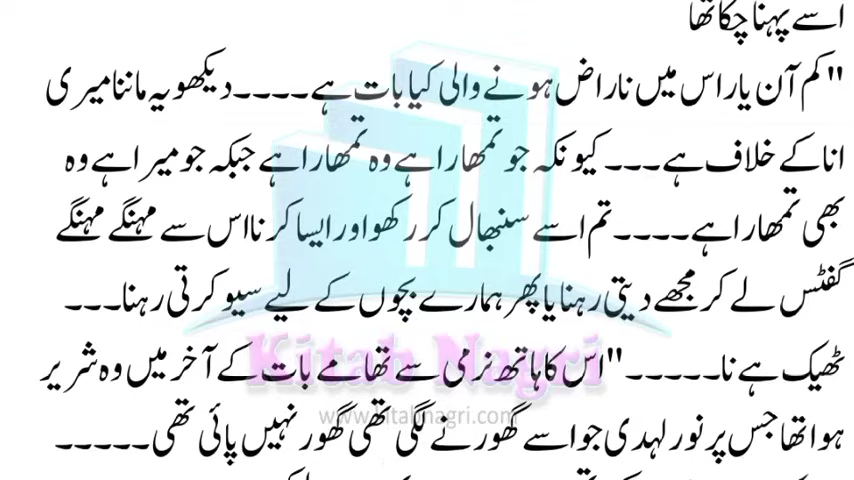 اسے پہنا چکا تھا
"کم آن یار اس میں ناراض ہونے والی کیا بات ہے۔۔۔۔ دیکھو یہ ماننا میری
انا کے خلاف ہے۔۔۔ کیونکہ جو تمھارا ہے وہ تمھارا ہے جبکہ جو میرا ہے وہ
بھی تمھارا ہے۔۔۔۔ تم اسے سنبھال کر رکھو اور ایسا کرنا اس سے مہنگے مہنگے
گفٹس لے کر مجھے دیتی رہنا یا پھر ہمارے بچوں کے لیے سیو کرتی رہنا۔۔۔
ٹھیک ہے نا۔۔۔۔۔" اس کا ہاتھ نرمی سے تھامے بات کے آخر میں وہ شریر
Kitab Nagri
ہوا تھا جس پر نور لہدی جو اسے گھورنے لگی تھی گھور نہیں پائی تھی۔۔۔۔۔
www.kitabnagri.com